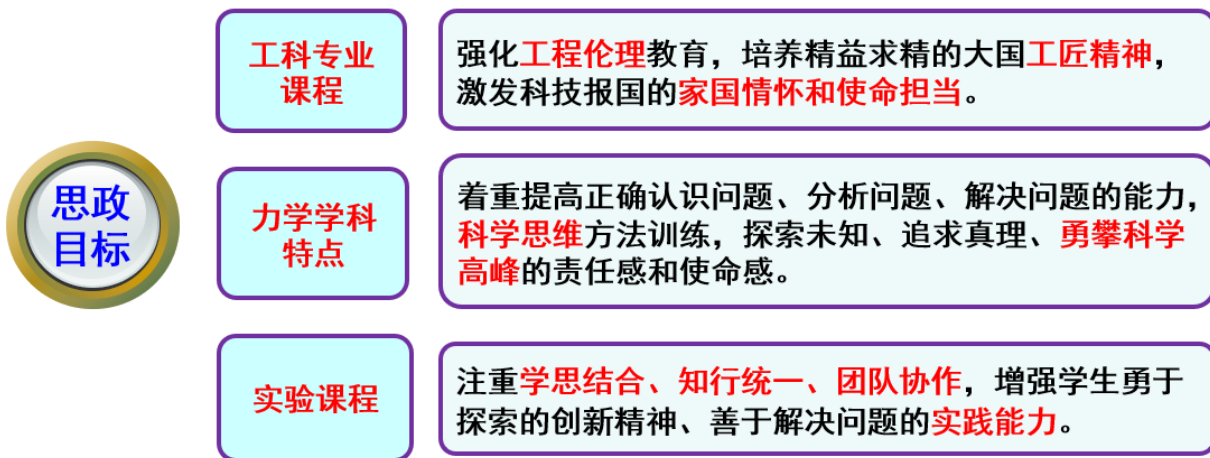 思政
目标
工科专业
课程
强化工程伦理教育，培养精益求精的大国工匠精神，
激发科技报国的家国情怀和使命担当。
力学学科
特点
着重提高正确认识问题、分析问题、解决问题的能力，
科学思维方法训练，探索未知、追求真理、勇攀科学
高峰的责任感和使命感。
实验课程
注重学思结合、知行统一、团队协作，增强学生勇于
探索的创新精神、善于解决问题的实践能力。